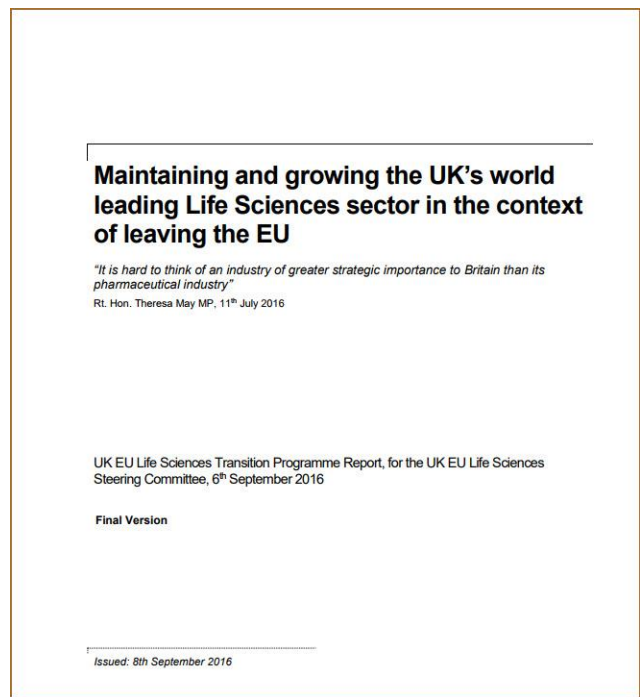 Maintaining and growing the UK's world
leading Life Sciences sector in the context
of leaving the EU
"It is hard to think of an industry of greater strategic importance to Britain than its
pharmaceutical industry"
Rt. Hon. Theresa May MP, 11th July 2016
UK EU Life Sciences Transition Programme Report, for the UK EU Life Sciences
Steering Committee, 6th September 2016
Final Version
Issued: 8th September 2016